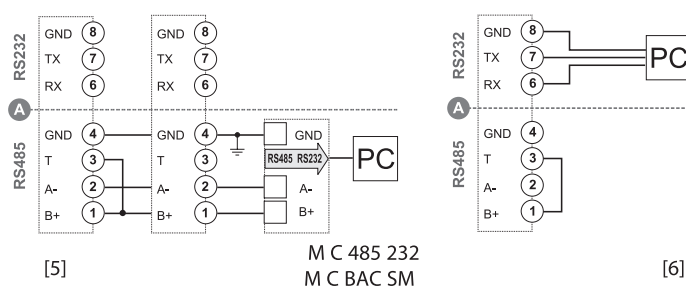 RS232
GND 8
TX 7
RX 6
GND 8
TX 7
RX 6
A
RS485
GND 4
T 3
A- 2
B+ 1
GND 4
T 3
A- 2
B+ 1
GND
RS485 RS232
A-
B+
PC
M C 485 232
M C BAC SM
[5]
RS232
GND 8
TX 7
RX 6
PC
A
RS485
GND 4
T 3
A- 2
B+ 1
[6]